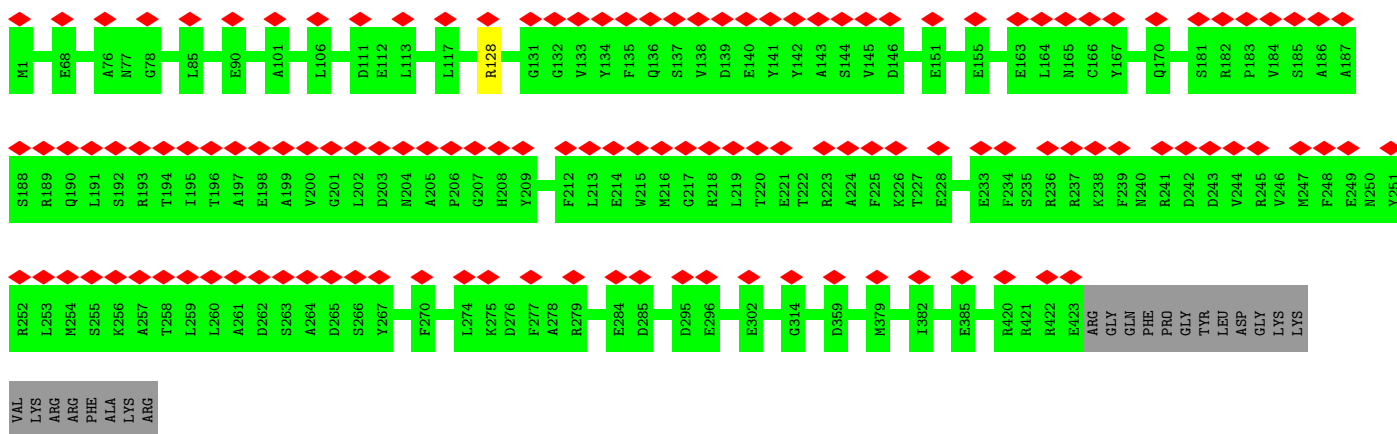 M1 E68 A76 N77 G78 L85 E90 A101 L106 D111 E112 L113 L117 R128 G131 G132 V133 Y134 F135 Q136 S137 V138 D139 E140 Y141 Y142 A143 S144 V145 D146 E151 E155 E163 L164 N165 C166 Y167 Q170 S181 R182 P183 V184 S185 A186 A187
S188 R189 Q190 L191 S192 R193 T194 I195 T196 A197 E198 A199 V200 G201 L202 D203 N204 A205 P206 G207 H208 Y209 F212 L213 E214 W215 M216 G217 R218 L219 T220 E221 T222 R223 A224 F225 K226 T227 E228 E233 F234 S235 R236 R237 K238 F239 N240 R241 D242 D243 V244 R245 V246 M247 F248 E249 N250 Y251
R252 L253 M254 S255 K256 A257 T258 L259 L260 A261 D262 S263 A264 D265 S266 Y267 F270 L274 K275 D276 F277 A278 R279 E284 D285 D295 E296 E302 G314 D359 M379 I382 E385 R420 R421 R422 E423 ARG GLY GLN PHE PRO GLY TYR LEU ASP GLY LYS LYS
VAL LYS ARG ARG PHE ALA LYS ARG